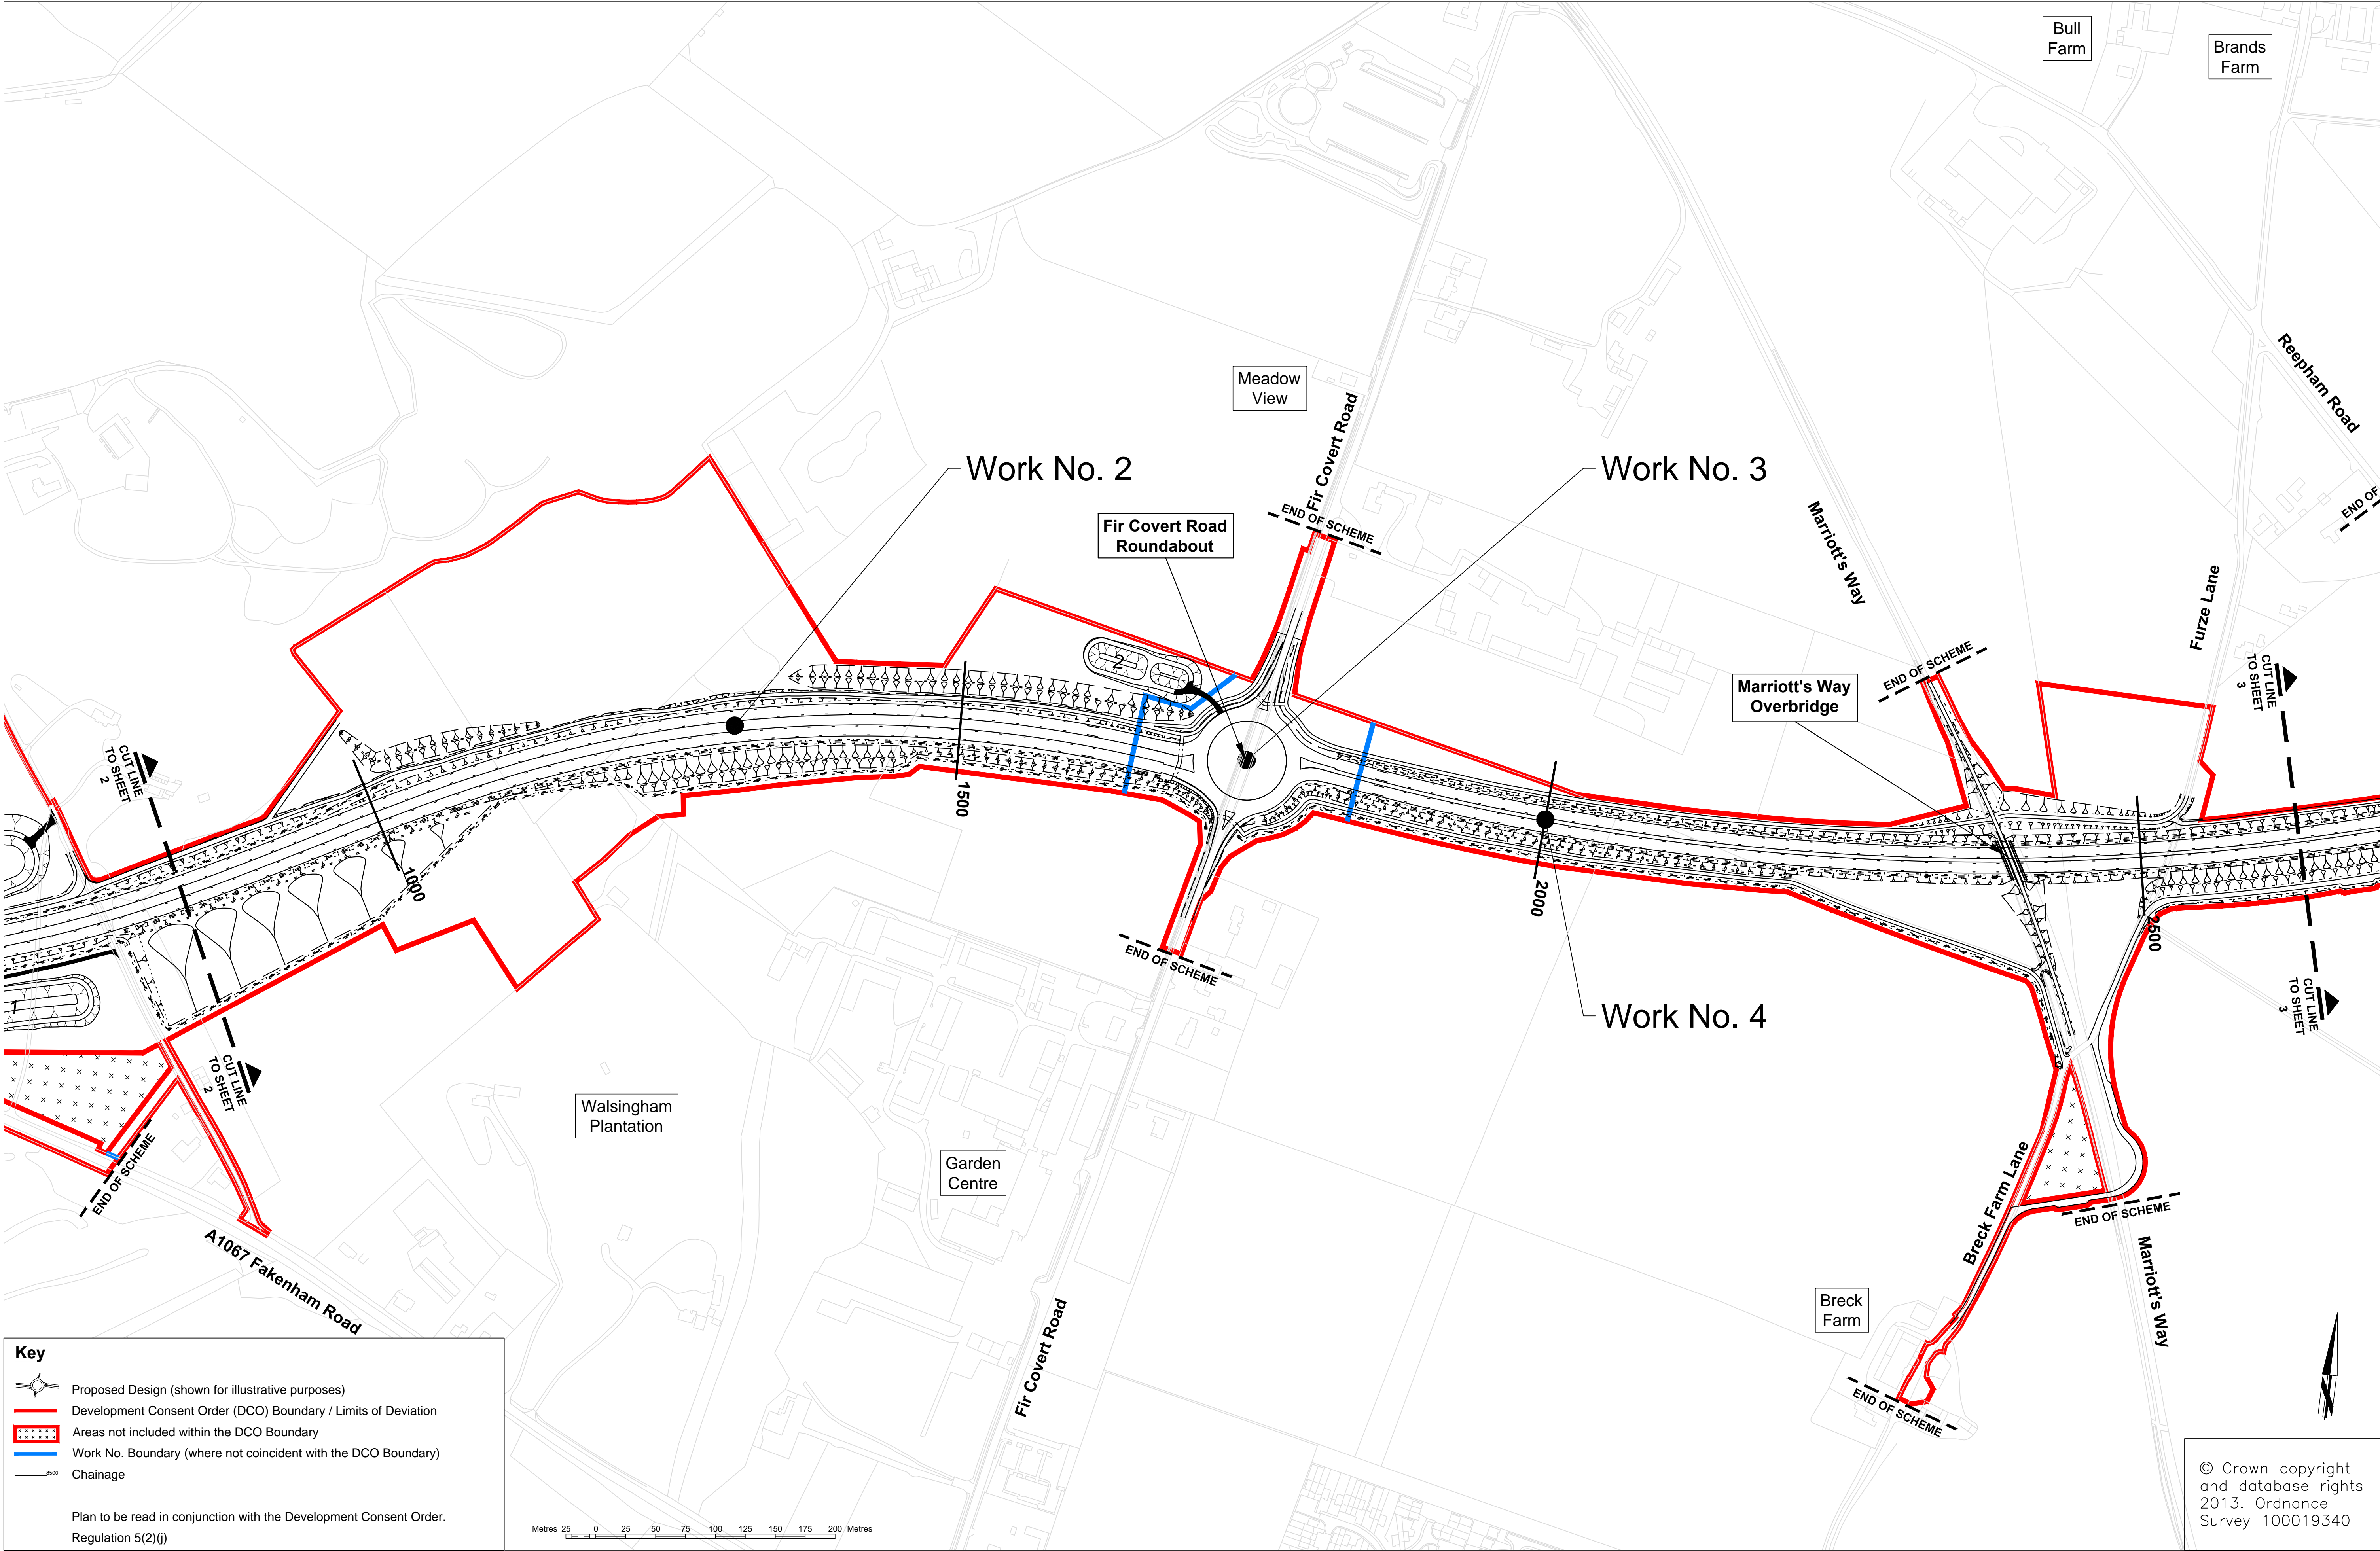 Bull
Farm
Brands
Farm
Reepham Road
Meadow
View
Fir Covert Road
Work No. 2
Work No. 3
END OF SCHEME
Fir Covert Road
Roundabout
Marriott's Way
END OF
Furze Lane
END OF SCHEME
CUT LINE
TO SHEET
3
Marriott's Way
Overbridge
2
CUT LINE
TO SHEET
2
1500
1000
2000
2500
END OF SCHEME
1
Work No. 4
CUT LINE
TO SHEET
3
CUT LINE
TO SHEET
2
Walsingham
Plantation
Garden
Centre
END OF SCHEME
Breck Farm Lane
END OF SCHEME
A1067 Fakenham Road
Marriott's Way
Breck
Farm
Fir Covert Road
END OF SCHEME
N
Key
Proposed Design (shown for illustrative purposes)
Development Consent Order (DCO) Boundary / Limits of Deviation
Areas not included within the DCO Boundary
Work No. Boundary (where not coincident with the DCO Boundary)
8500 Chainage
Plan to be read in conjunction with the Development Consent Order.
Regulation 5(2)(j)
Metres 25 0 25 50 75 100 125 150 175 200 Metres
© Crown copyright
and database rights
2013. Ordnance
Survey 100019340